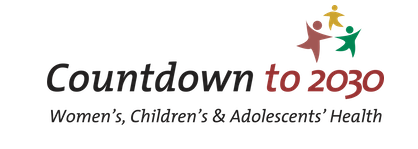 Countdown to 2030
Women's, Children's & Adolescents' Health